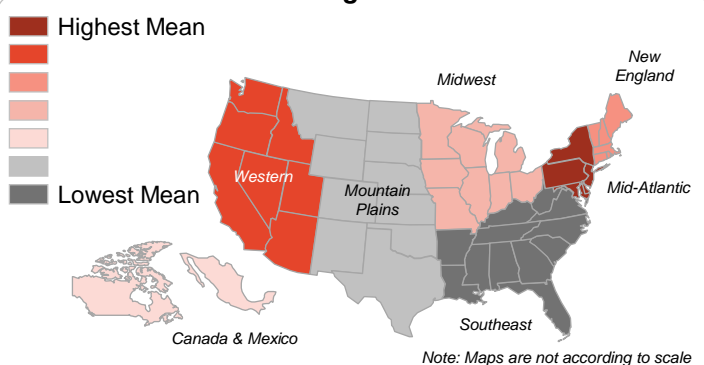 Highest Mean
New
England
Midwest
Western
Mountain
Plains
Mid-Atlantic
Lowest Mean
Southeast
Canada & Mexico
Note: Maps are not according to scale